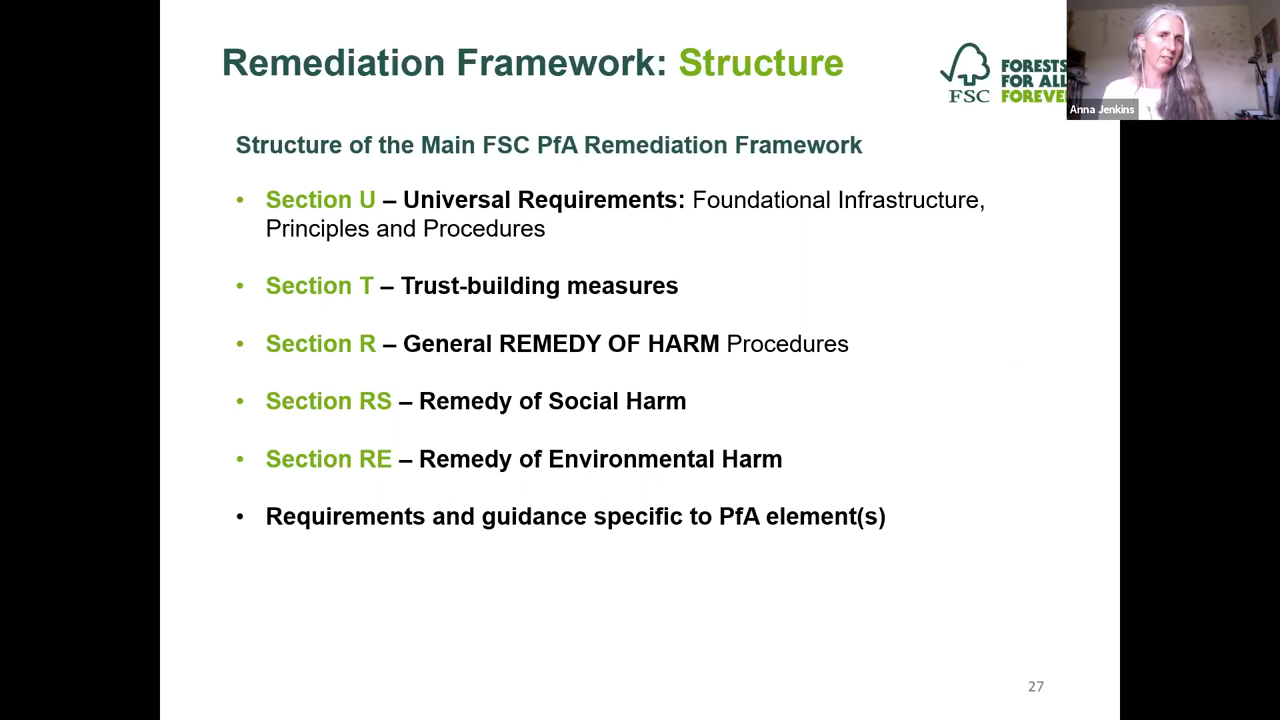 Remediation Framework: Structure
FSC
FORESTS
FOR ALL
FOREVE
Anna Jenkins
Structure of the Main FSC PfA Remediation Framework
• Section U – Universal Requirements: Foundational Infrastructure,
Principles and Procedures
• Section T – Trust-building measures
• Section R – General REMEDY OF HARM Procedures
• Section RS – Remedy of Social Harm
• Section RE – Remedy of Environmental Harm
• Requirements and guidance specific to PfA element(s)
27